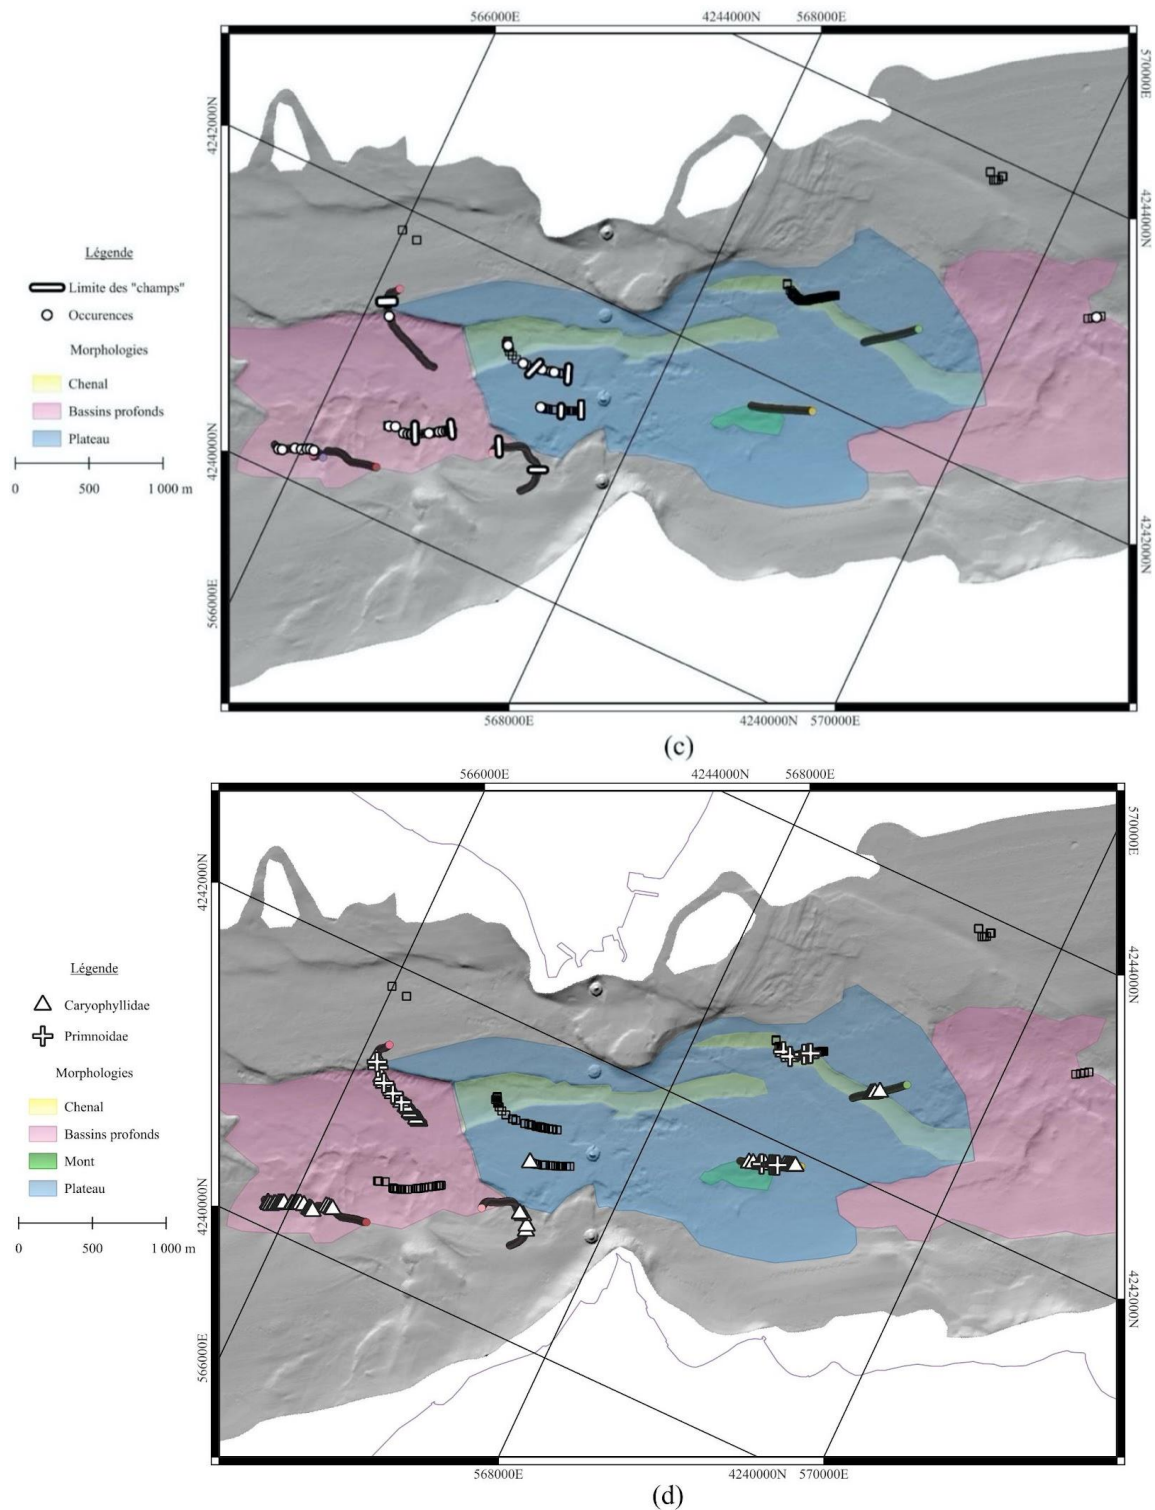 566000E 4244000N 568000E
570000E
4242000N
4244000N
Légende
Limite des "champs"
Occurences
Morphologies
Chenal
Bassins profonds
Plateau
0 500 1 000 m
4240000N
4242000N
566000E
568000E 4240000N 570000E
(c)
566000E 4244000N 568000E
570000E
4242000N
4244000N
Légende
Caryophyllidae
Primnoidae
Morphologies
Chenal
Bassins profonds
Mont
Plateau
0 500 1 000 m
4240000N
4242000N
566000E
568000E 4240000N 570000E
(d)